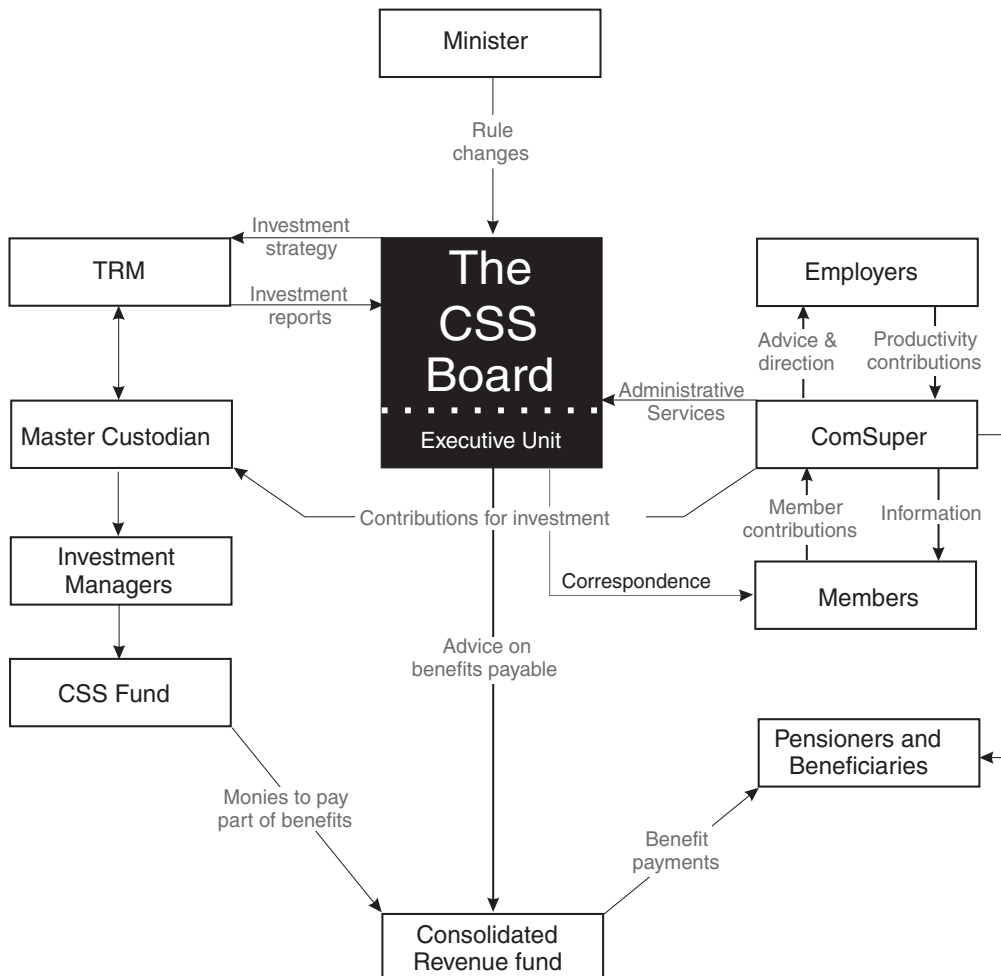 Minister
Rule
changes
Investment
strategy
TRM
Investment
reports
The
CSS
Board
Executive Unit
Employers
Advice &
direction
Productivity
contributions
Administrative
Services
Master Custodian
ComSuper
Contributions for investment
Member
contributions
Information
Investment
Managers
Correspondence
Members
Advice on
benefits payable
CSS Fund
Pensioners and
Beneficiaries
Monies to pay
part of benefits
Benefit
payments
Consolidated
Revenue fund